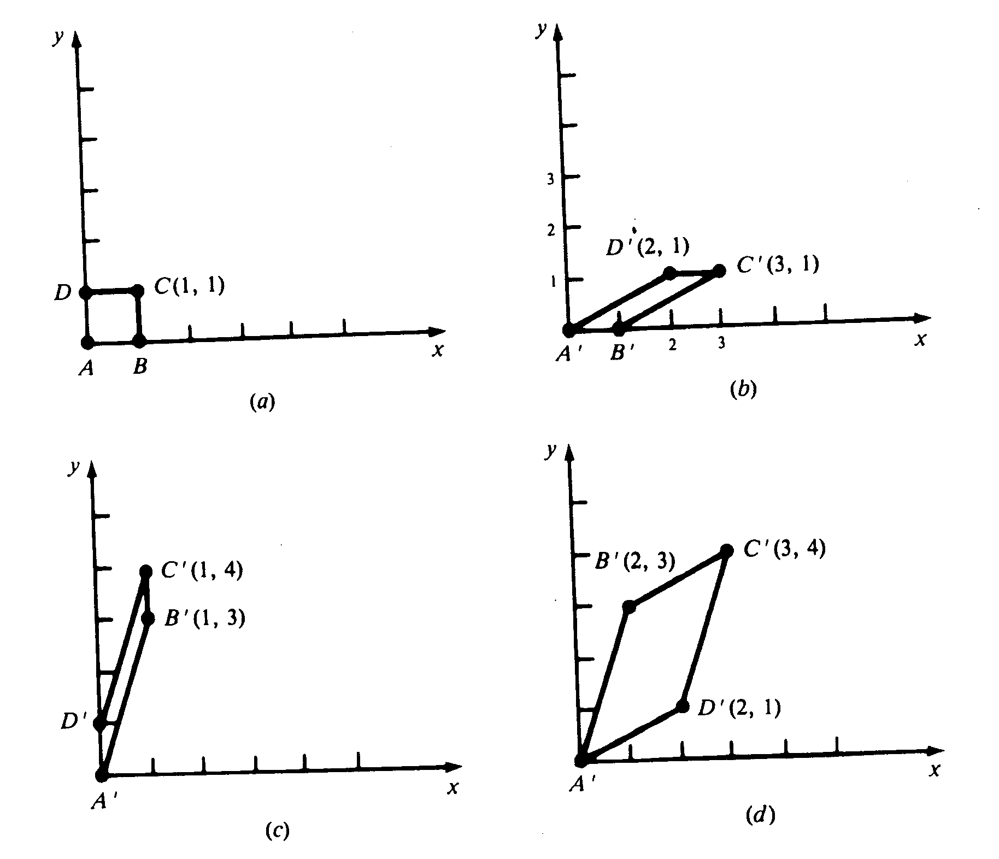 y
D
C(1, 1)
A
B
x
(a)
y
3
2
1
D'(2, 1)
C'(3, 1)
A'
B'
2
3
x
(b)
y
C'(1, 4)
B'(1, 3)
D'
A'
x
(c)
y
B'(2, 3)
C'(3, 4)
D'(2, 1)
A'
x
(d)